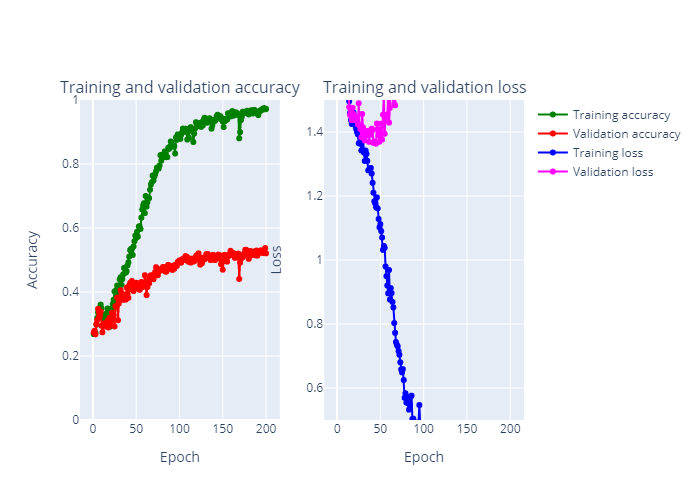 Training and validation accuracy
Training and validation loss
1
0.8
0.6
0.4
0.2
0
0
50
100
150
200
Accuracy
Epoch
1.4
1.2
1
0.8
0.6
0
50
100
150
200
Loss
Epoch
Training accuracy
Validation accuracy
Training loss
Validation loss